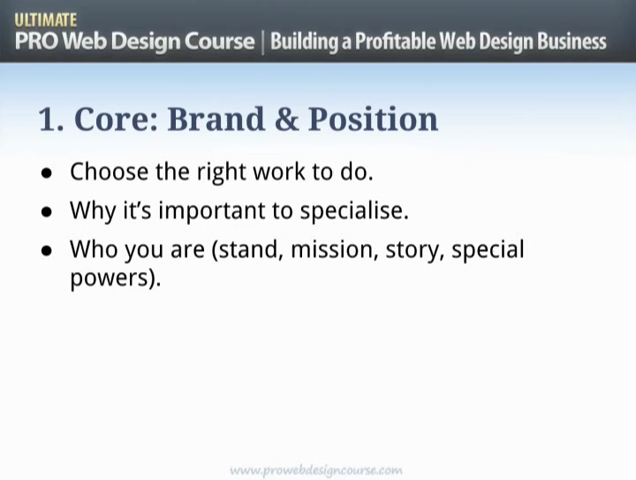 ULTIMATE
PRO Web Design Course | Building a Profitable Web Design Business
1. Core: Brand & Position
● Choose the right work to do.
● Why it’s important to specialise.
● Who you are (stand, mission, story, special
powers).
www.prowebdesigncourse.com